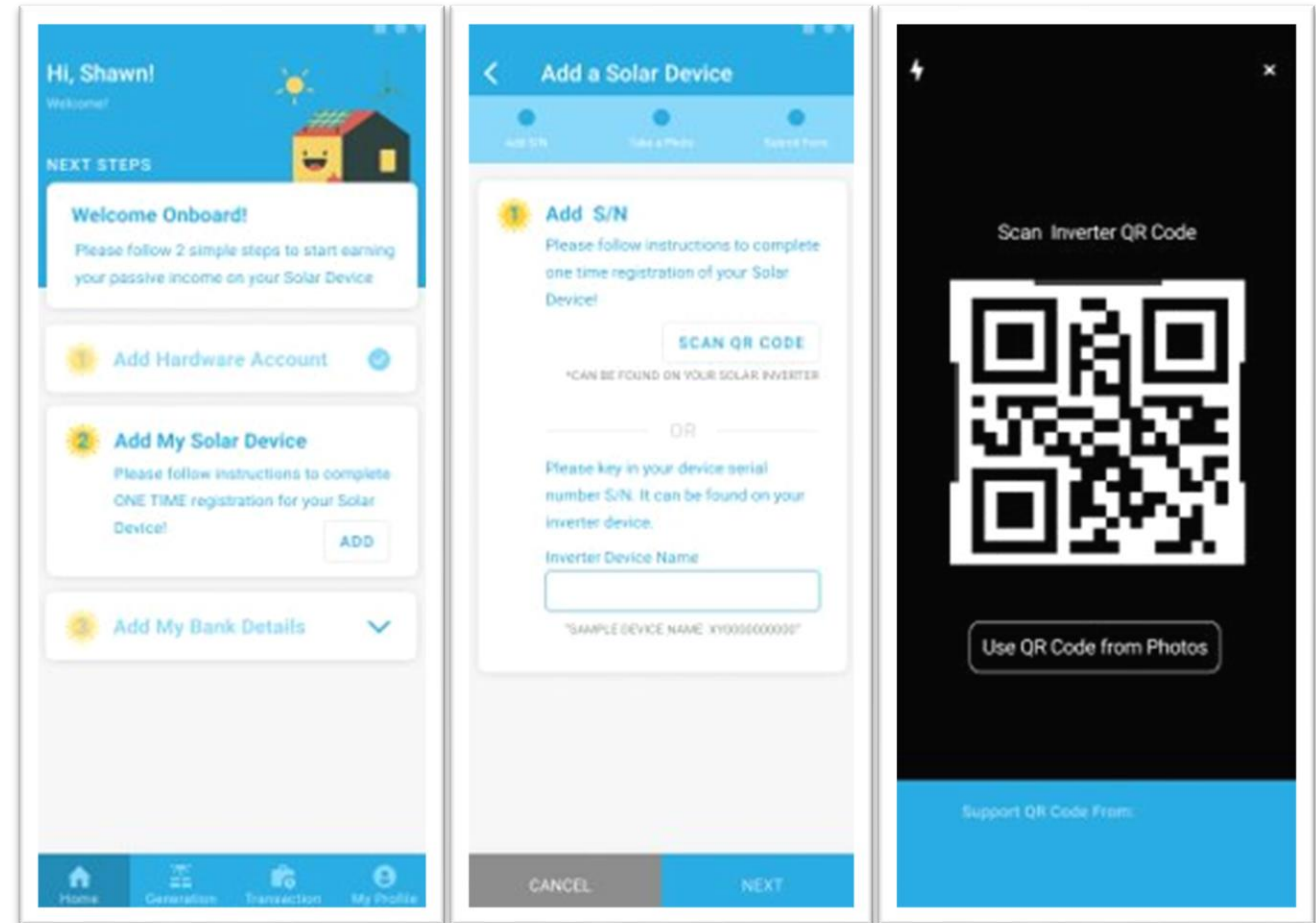 Hi, Shawn!
Welcome!
NEXT STEPS
Welcome Onboard!
Please follow 2 simple steps to start earning
your passive income on your Solar Device
1 Add Hardware Account
2 Add My Solar Device
Please follow instructions to complete
ONE TIME registration for your Solar
Device!
ADD
3 Add My Bank Details
Home Generation Transaction My Profile
Add a Solar Device
Add S/N Take a Photo Submit Form
1 Add S/N
Please follow instructions to complete
one time registration of your Solar
Device!
SCAN QR CODE
*CAN BE FOUND ON YOUR SOLAR INVERTER
OR
Please key in your device serial
number S/N. It can be found on your
inverter device.
Inverter Device Name
"SAMPLE DEVICE NAME XY0000000000"
CANCEL NEXT
Scan Inverter QR Code
Use QR Code from Photos
Support QR Code From: